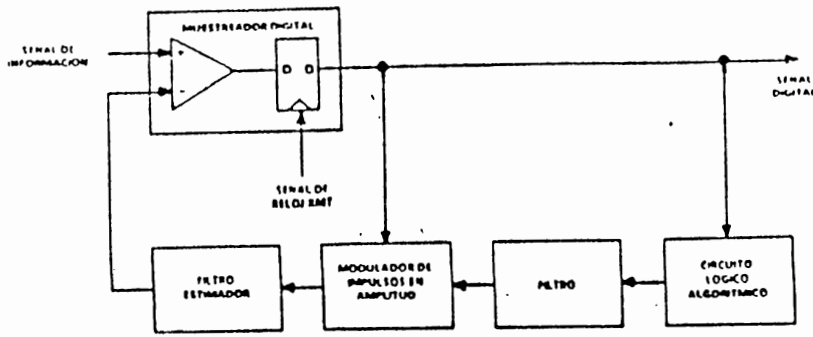 MUESTREADOR DIGITAL
SEÑAL DE
INFORMACION
+
-
D D
SEÑAL
DIGITAL
SEÑAL DE
RELOJ XMT
FILTRO
ESTIMADOR
MODULADOR DE
IMPULSOS EN
AMPLITUD
FILTRO
CIRCUITO
LOGICO
ALGORITMICO